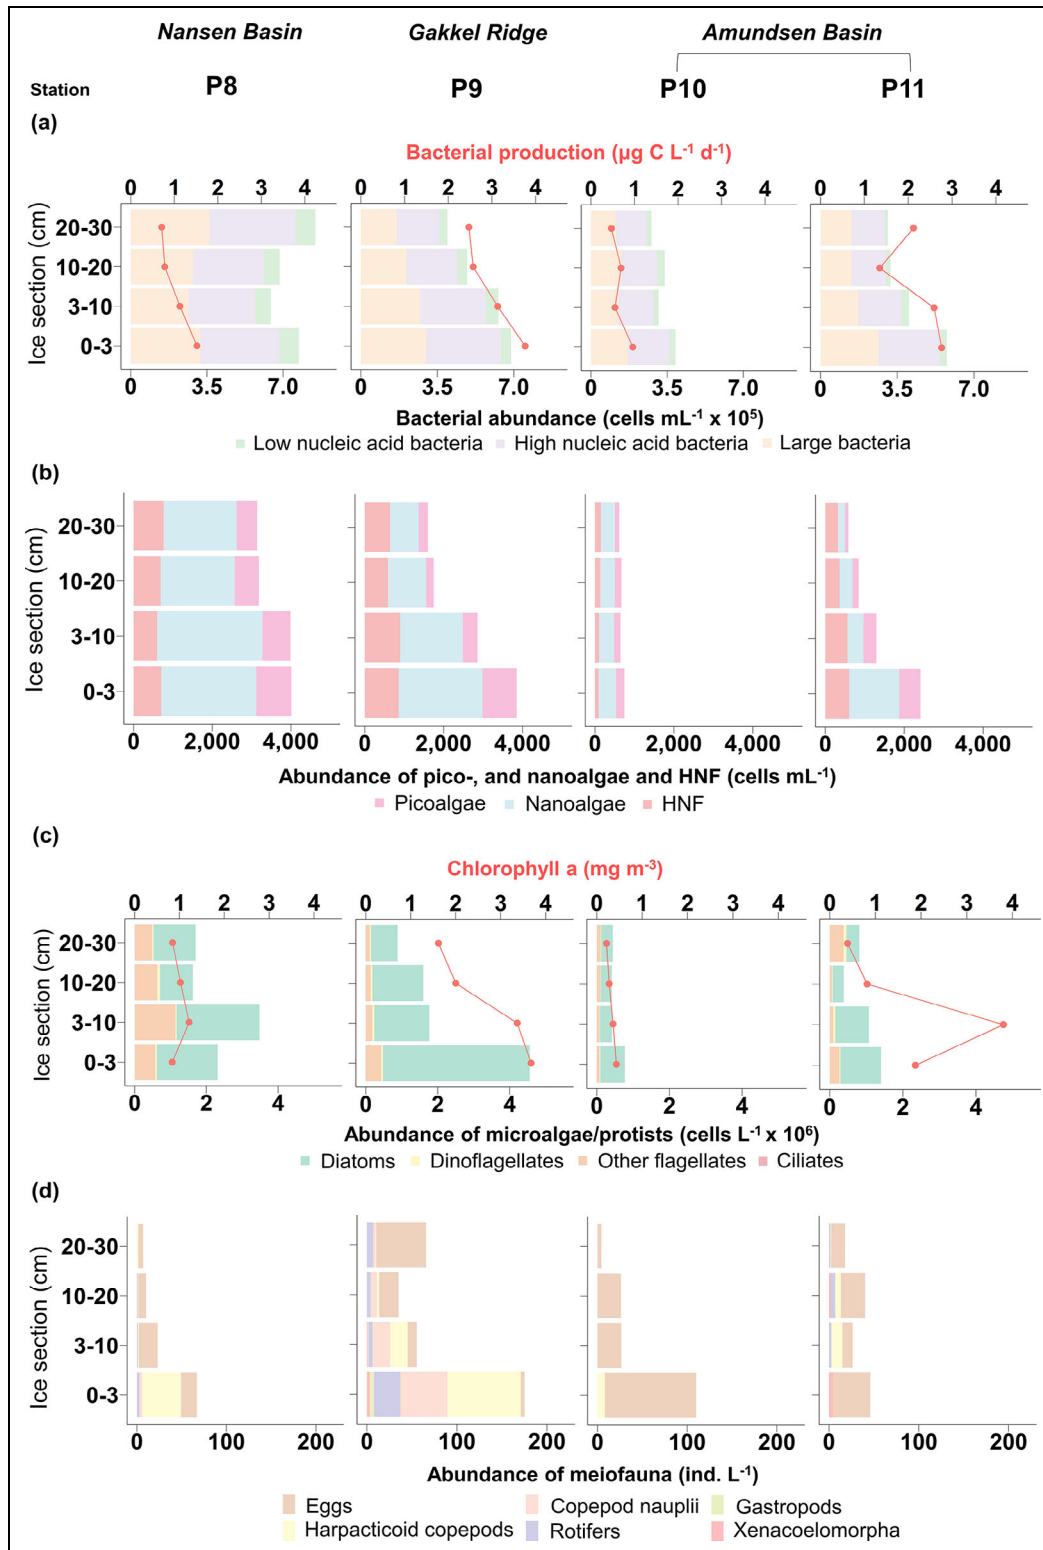 Nansen Basin Gakkel Ridge Amundsen Basin
Station P8 P9 P10 P11
(a)
Bacterial production (µg C L⁻¹ d⁻¹)
0 1 2 3 4 0 1 2 3 4 0 1 2 3 4 0 1 2 3 4
Ice section (cm)
20-30
10-20
3-10
0-3
0 3.5 7.0 0 3.5 7.0 0 3.5 7.0 0 3.5 7.0
Bacterial abundance (cells mL⁻¹ x 10⁵)
Low nucleic acid bacteria High nucleic acid bacteria Large bacteria
(b)
Ice section (cm)
20-30
10-20
3-10
0-3
0 2,000 4,000 0 2,000 4,000 0 2,000 4,000 0 2,000 4,000
Abundance of pico-, and nanoalgae and HNF (cells mL⁻¹)
Picoalgae Nanoalgae HNF
(c)
Chlorophyll a (mg m⁻³)
0 1 2 3 4 0 1 2 3 4 0 1 2 3 4 0 1 2 3 4
Ice section (cm)
20-30
10-20
3-10
0-3
0 2 4 0 2 4 0 2 4 0 2 4
Abundance of microalgae/protists (cells L⁻¹ x 10⁶)
Diatoms Dinoflagellates Other flagellates Ciliates
(d)
Ice section (cm)
20-30
10-20
3-10
0-3
0 100 200 0 100 200 0 100 200 0 100 200
Abundance of meiofauna (ind. L⁻¹)
Eggs Copepod nauplii Gastropods
Harpacticoid copepods Rotifers Xenacoelomorpha